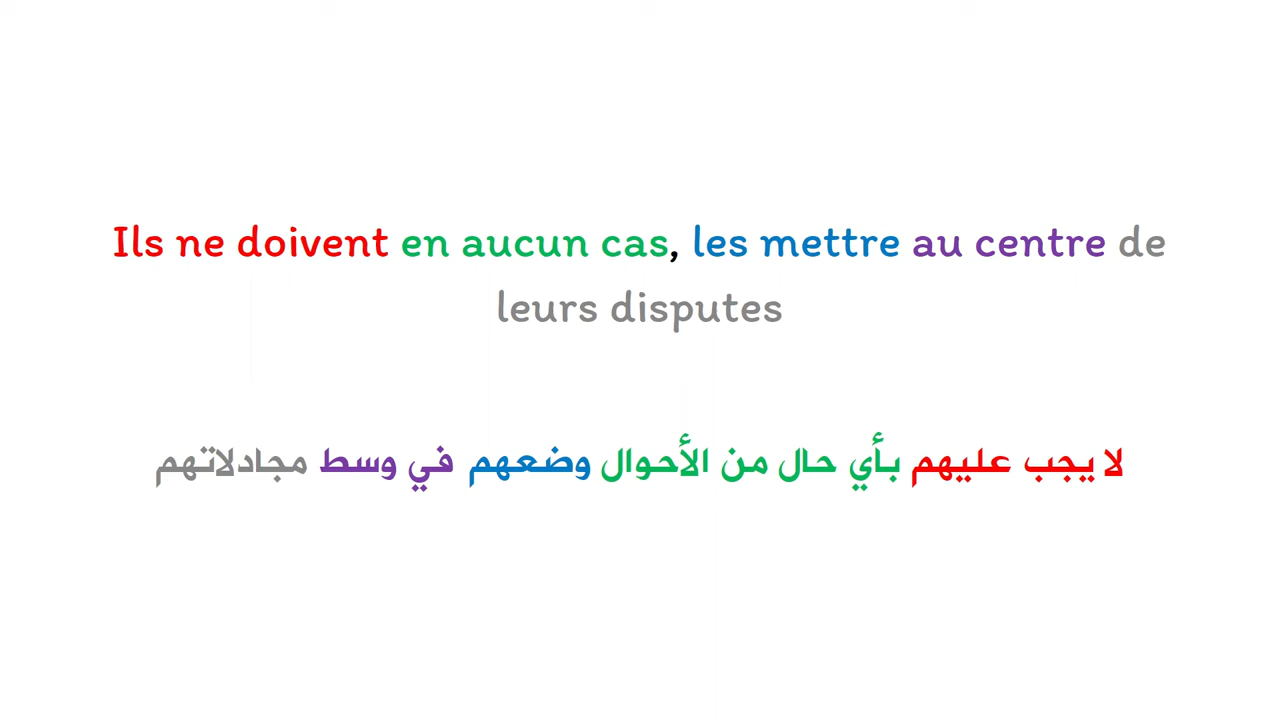 Ils ne doivent en aucun cas, les mettre au centre de
leurs disputes
لا يجب عليهم بأي حال من الأحوال وضعهم في وسط مجادلاتهم